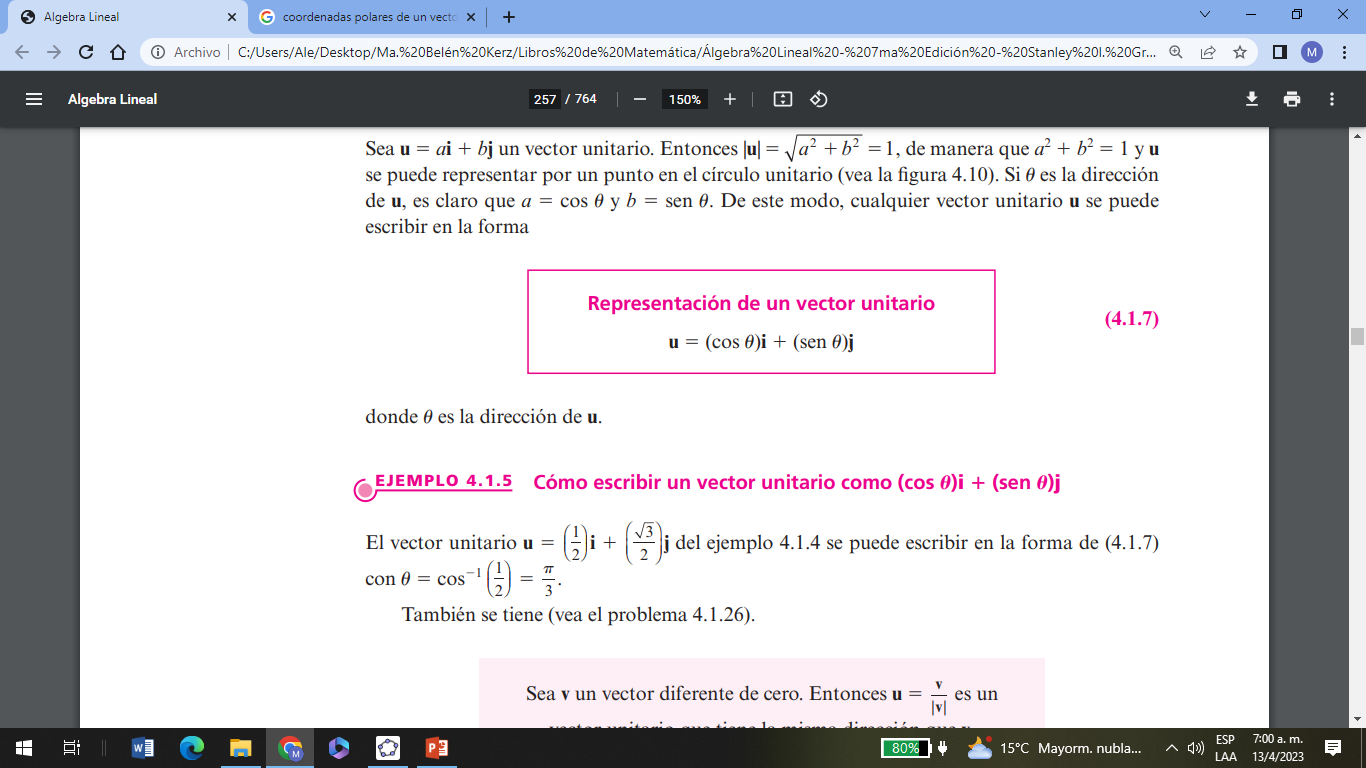 Algebra Lineal
coordenadas polares de un vecto
Archivo
C:/Users/Ale/Desktop/Ma.%20Belén%20Kerz/Libros%20de%20Matemática/Álgebra%20Lineal%20-%207ma%20Edición%20-%20Stanley%20I.%20Gr...
M
Algebra Lineal
257 / 764
150%
Sea u = ai + bj un vector unitario. Entonces |u| = √(a² + b²) = 1, de manera que a² + b² = 1 y u
se puede representar por un punto en el círculo unitario (vea la figura 4.10). Si θ es la dirección
de u, es claro que a = cos θ y b = sen θ. De este modo, cualquier vector unitario u se puede
escribir en la forma
Representación de un vector unitario
(4.1.7)
u = (cos θ)i + (sen θ)j
donde θ es la dirección de u.
EJEMPLO 4.1.5 Cómo escribir un vector unitario como (cos θ)i + (sen θ)j
El vector unitario u = (1/2)i + (√3/2)j del ejemplo 4.1.4 se puede escribir en la forma de (4.1.7)
con θ = cos⁻¹(1/2) = π/3.
También se tiene (vea el problema 4.1.26).
Sea v un vector diferente de cero. Entonces u = v/|v| es un
vector unitario que tiene la misma dirección que v.
80%
15°C Mayorm. nubla...
ESP
LAA
7:00 a. m.
13/4/2023